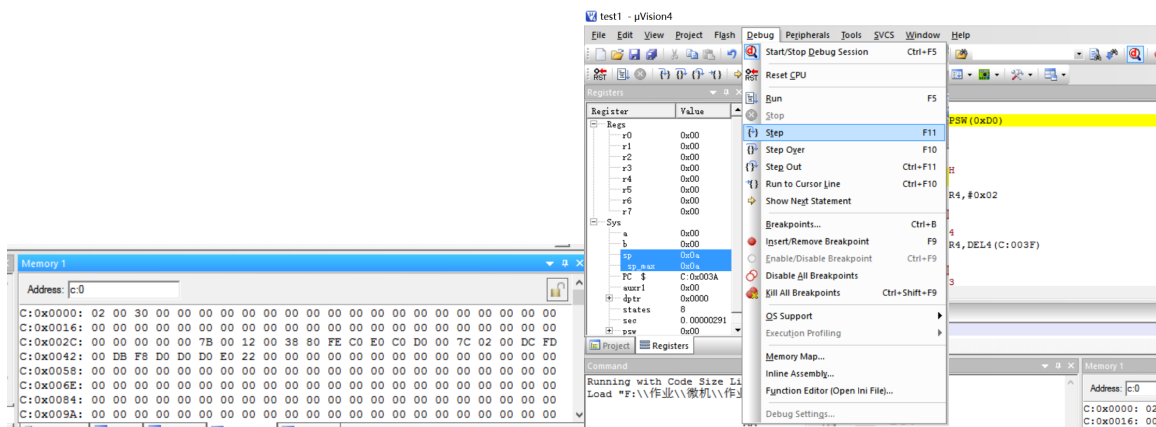 Memory 1
Address: c:0
C:0x0000: 02 00 30 00 00 00 00 00 00 00 00 00 00 00 00 00 00 00 00 00 00 00
C:0x0016: 00 00 00 00 00 00 00 00 00 00 00 00 00 00 00 00 00 00 00 00 00 00
C:0x002C: 00 00 00 00 00 7B 00 12 00 38 80 FE C0 E0 C0 D0 00 7C 02 00 DC FD
C:0x0042: 00 DB F8 D0 D0 D0 E0 22 00 00 00 00 00 00 00 00 00 00 00 00 00 00
C:0x0058: 00 00 00 00 00 00 00 00 00 00 00 00 00 00 00 00 00 00 00 00 00 00
C:0x006E: 00 00 00 00 00 00 00 00 00 00 00 00 00 00 00 00 00 00 00 00 00 00
C:0x0084: 00 00 00 00 00 00 00 00 00 00 00 00 00 00 00 00 00 00 00 00 00 00
C:0x009A: 00 00 00 00 00 00 00 00 00 00 00 00 00 00 00 00 00 00 00 00 00 00
test1 - µVision4
File Edit View Project Flash Debug Peripherals Tools SVCS Window Help
Registers
Register Value
Regs
r0 0x00
r1 0x00
r2 0x00
r3 0x00
r4 0x00
r5 0x00
r6 0x00
r7 0x00
Sys
a 0x00
b 0x00
sp 0x0a
sp_max 0x0a
PC $ C:0x003A
auxr1 0x00
dptr 0x0000
states 8
sec 0.00000291
psw 0x00
Project Registers
Start/Stop Debug Session Ctrl+F5
RST Reset CPU
Run F5
Stop
Step F11
Step Over F10
Step Out Ctrl+F11
Run to Cursor Line Ctrl+F10
Show Next Statement
Breakpoints... Ctrl+B
Insert/Remove Breakpoint F9
Enable/Disable Breakpoint Ctrl+F9
Disable All Breakpoints
Kill All Breakpoints Ctrl+Shift+F9
OS Support
Execution Profiling
Memory Map...
Inline Assembly...
Function Editor (Open Ini File)...
Debug Settings...
PSW(0xD0)
H
R4,#0x02
4
R4,DEL4(C:003F)
3
Command
Running with Code Size Li
Load "F:\\作业\\微机\\作业
Memory 1
Address: c:0
C:0x0000: 02
C:0x0016: 00